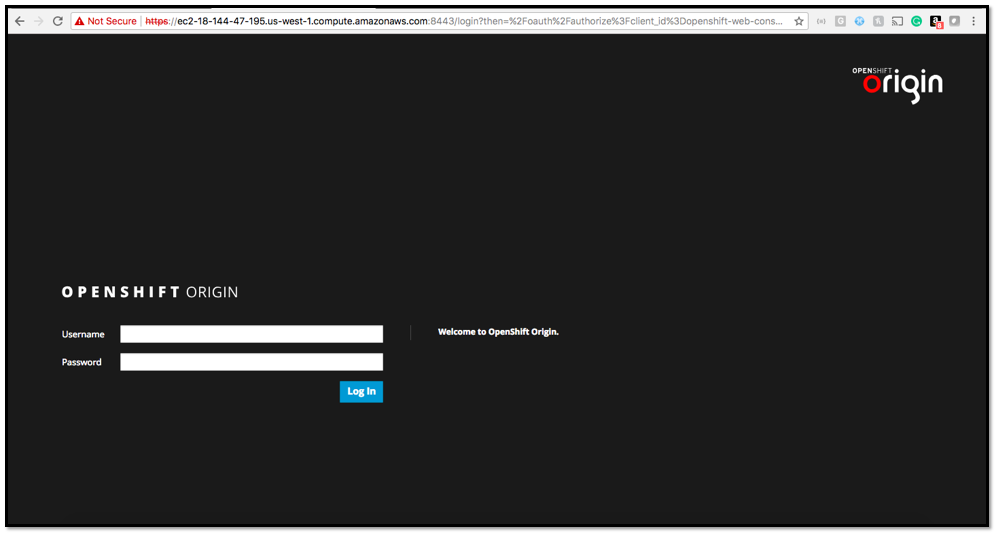 Not Secure | https://ec2-18-144-47-195.us-west-1.compute.amazonaws.com:8443/login?then=%2Foauth%2Fauthorize%3Fclient_id%3Dopenshift-web-cons...
OPENSHIFT
origin
OPENSHIFT ORIGIN
Username
Welcome to OpenShift Origin.
Password
Log In